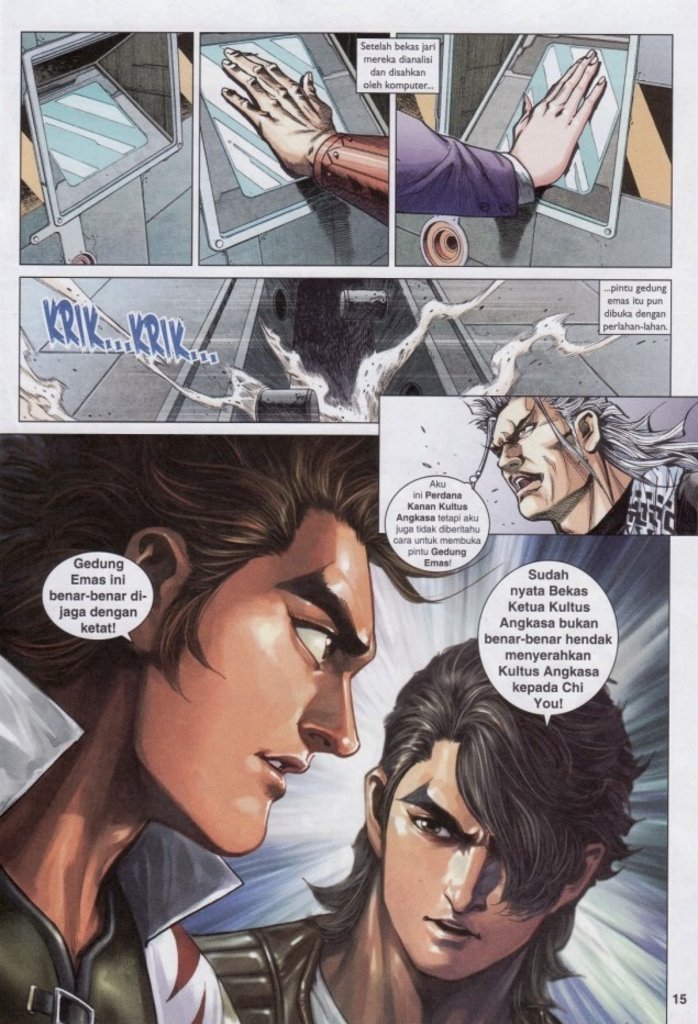 Setelah bekas jari
mereka dianalisi
dan disahkan
oleh komputer...
KRIK...KRIK...
...pintu gedung
emas itu pun
dibuka dengan
perlahan-lahan.
Aku
ini Perdana
Kanan Kultus
Angkasa tetapi aku
juga tidak diberitahu
cara untuk membuka
pintu Gedung
Emas!
Gedung
Emas ini
benar-benar di-
jaga dengan
ketat!
Sudah
nyata Bekas
Ketua Kultus
Angkasa bukan
benar-benar hendak
menyerahkan
Kultus Angkasa
kepada Chi
You!
15